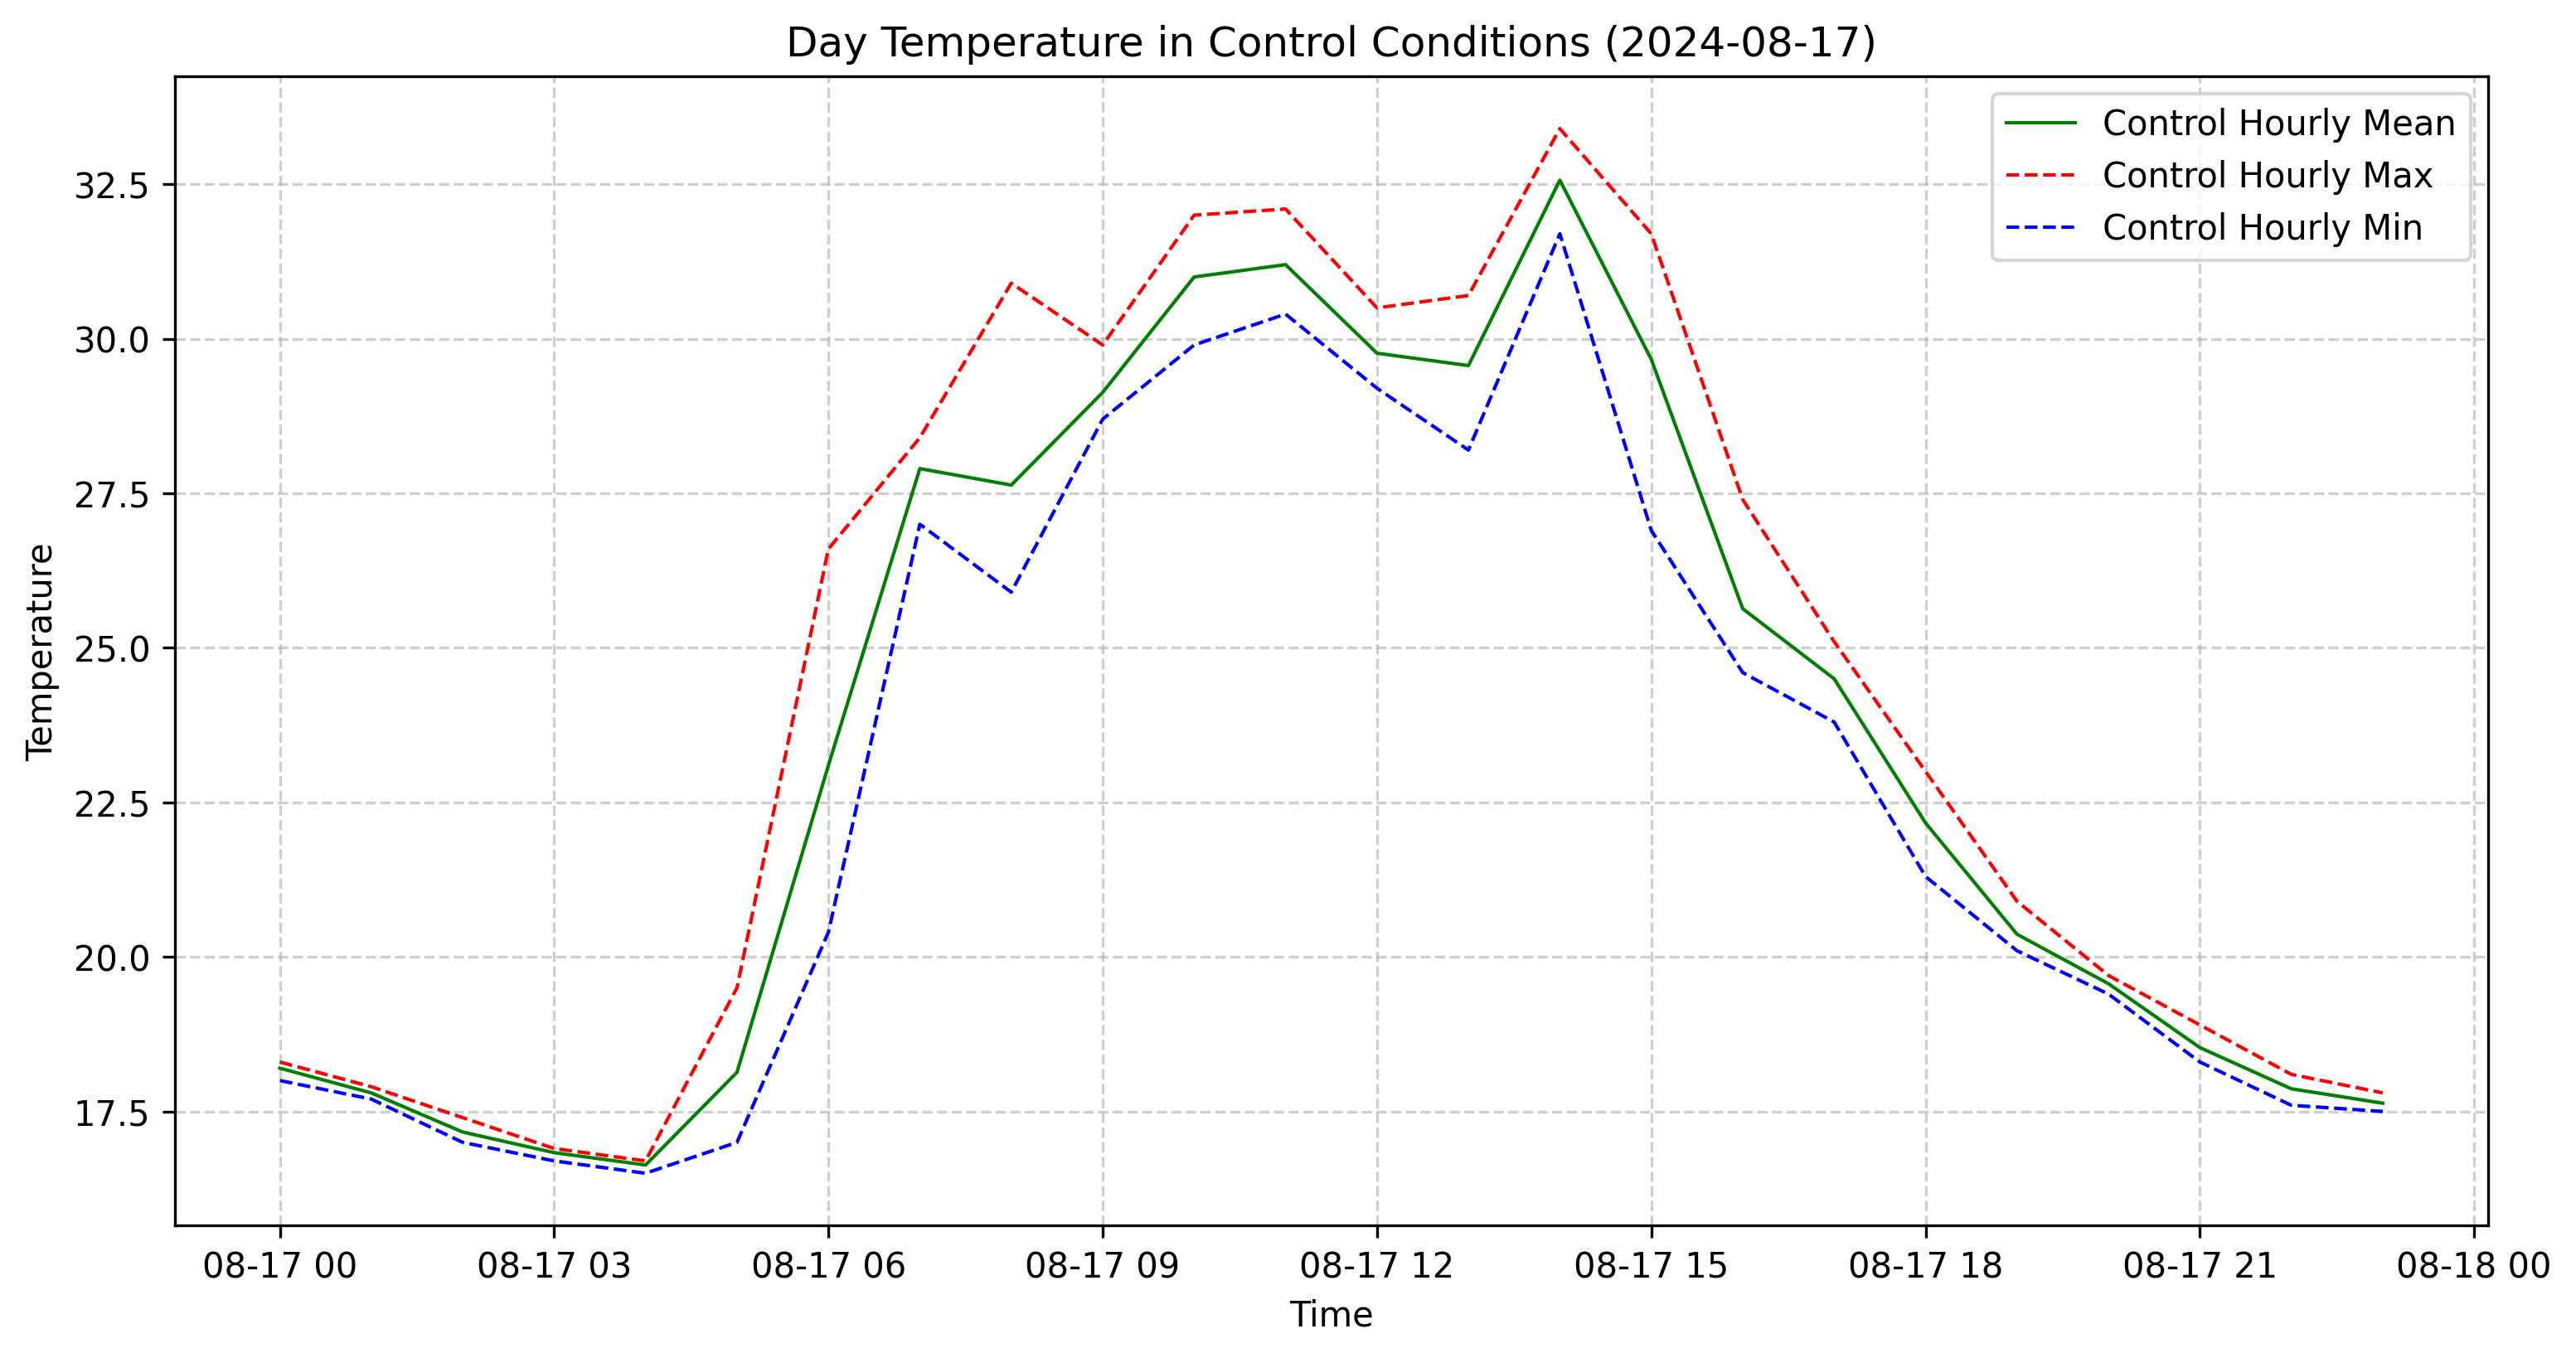 Day Temperature in Control Conditions (2024-08-17)
Control Hourly Mean
Control Hourly Max
Control Hourly Min
32.5
30.0
27.5
25.0
22.5
20.0
17.5
Temperature
08-17 00 08-17 03 08-17 06 08-17 09 08-17 12 08-17 15 08-17 18 08-17 21 08-18 00
Time